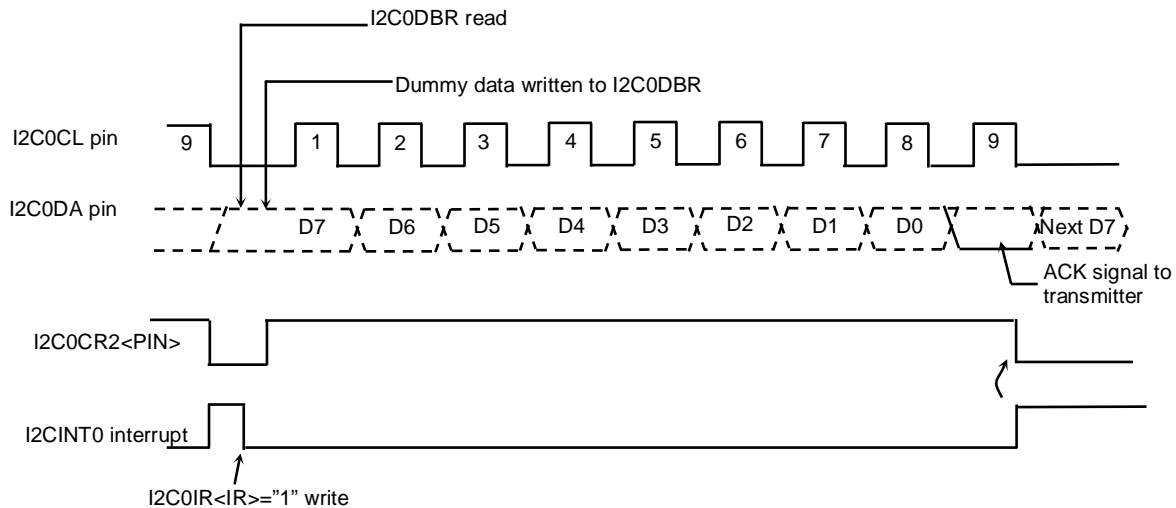 I2C0DBR read
Dummy data written to I2C0DBR
I2C0CL pin
9 1 2 3 4 5 6 7 8 9
I2C0DA pin
D7 D6 D5 D4 D3 D2 D1 D0 Next D7
ACK signal to
transmitter
I2C0CR2<PIN>
I2CINT0 interrupt
I2C0IR<IR>=”1” write